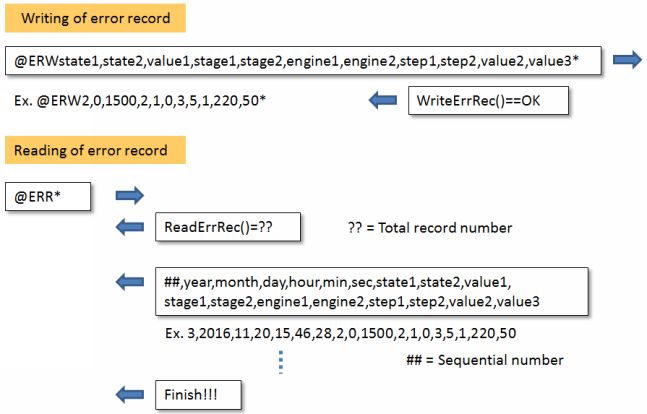 Writing of error record
@ERWstate1,state2,value1,stage1,stage2,engine1,engine2,step1,step2,value2,value3*
Ex. @ERW2,0,1500,2,1,0,3,5,1,220,50*
WriteErrRec()==OK
Reading of error record
@ERR*
ReadErrRec()=??
?? = Total record number
##,year,month,day,hour,min,sec,state1,state2,value1,
stage1,stage2,engine1,engine2,step1,step2,value2,value3
Ex. 3,2016,11,20,15,46,28,2,0,1500,2,1,0,3,5,1,220,50
## = Sequential number
Finish!!!